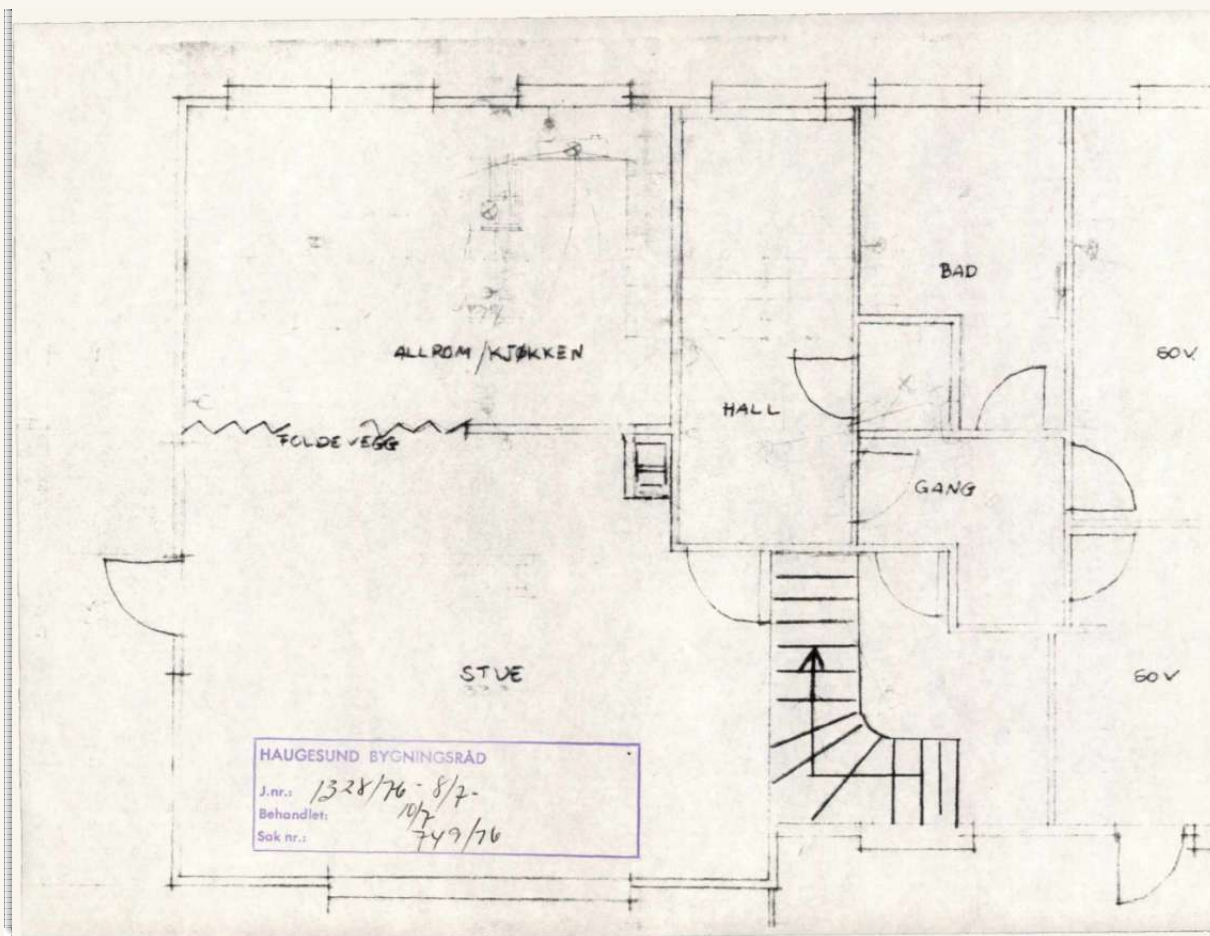 BAD
ALLROM/KJØKKEN
SOV
HALL
FOLDEVEGG
GANG
STUE
SOV
HAUGESUND BYGNINGSRÅD
J.nr.: 1328/76 - 8/7-
Behandlet: 10/7
Sak nr.: 749/76